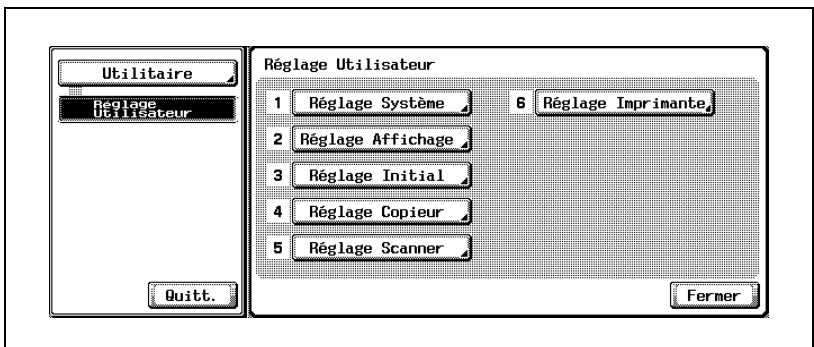 Utilitaire
Réglage
Utilisateur
Quitt.
Réglage Utilisateur
1 Réglage Système
2 Réglage Affichage
3 Réglage Initial
4 Réglage Copieur
5 Réglage Scanner
6 Réglage Imprimante
Fermer